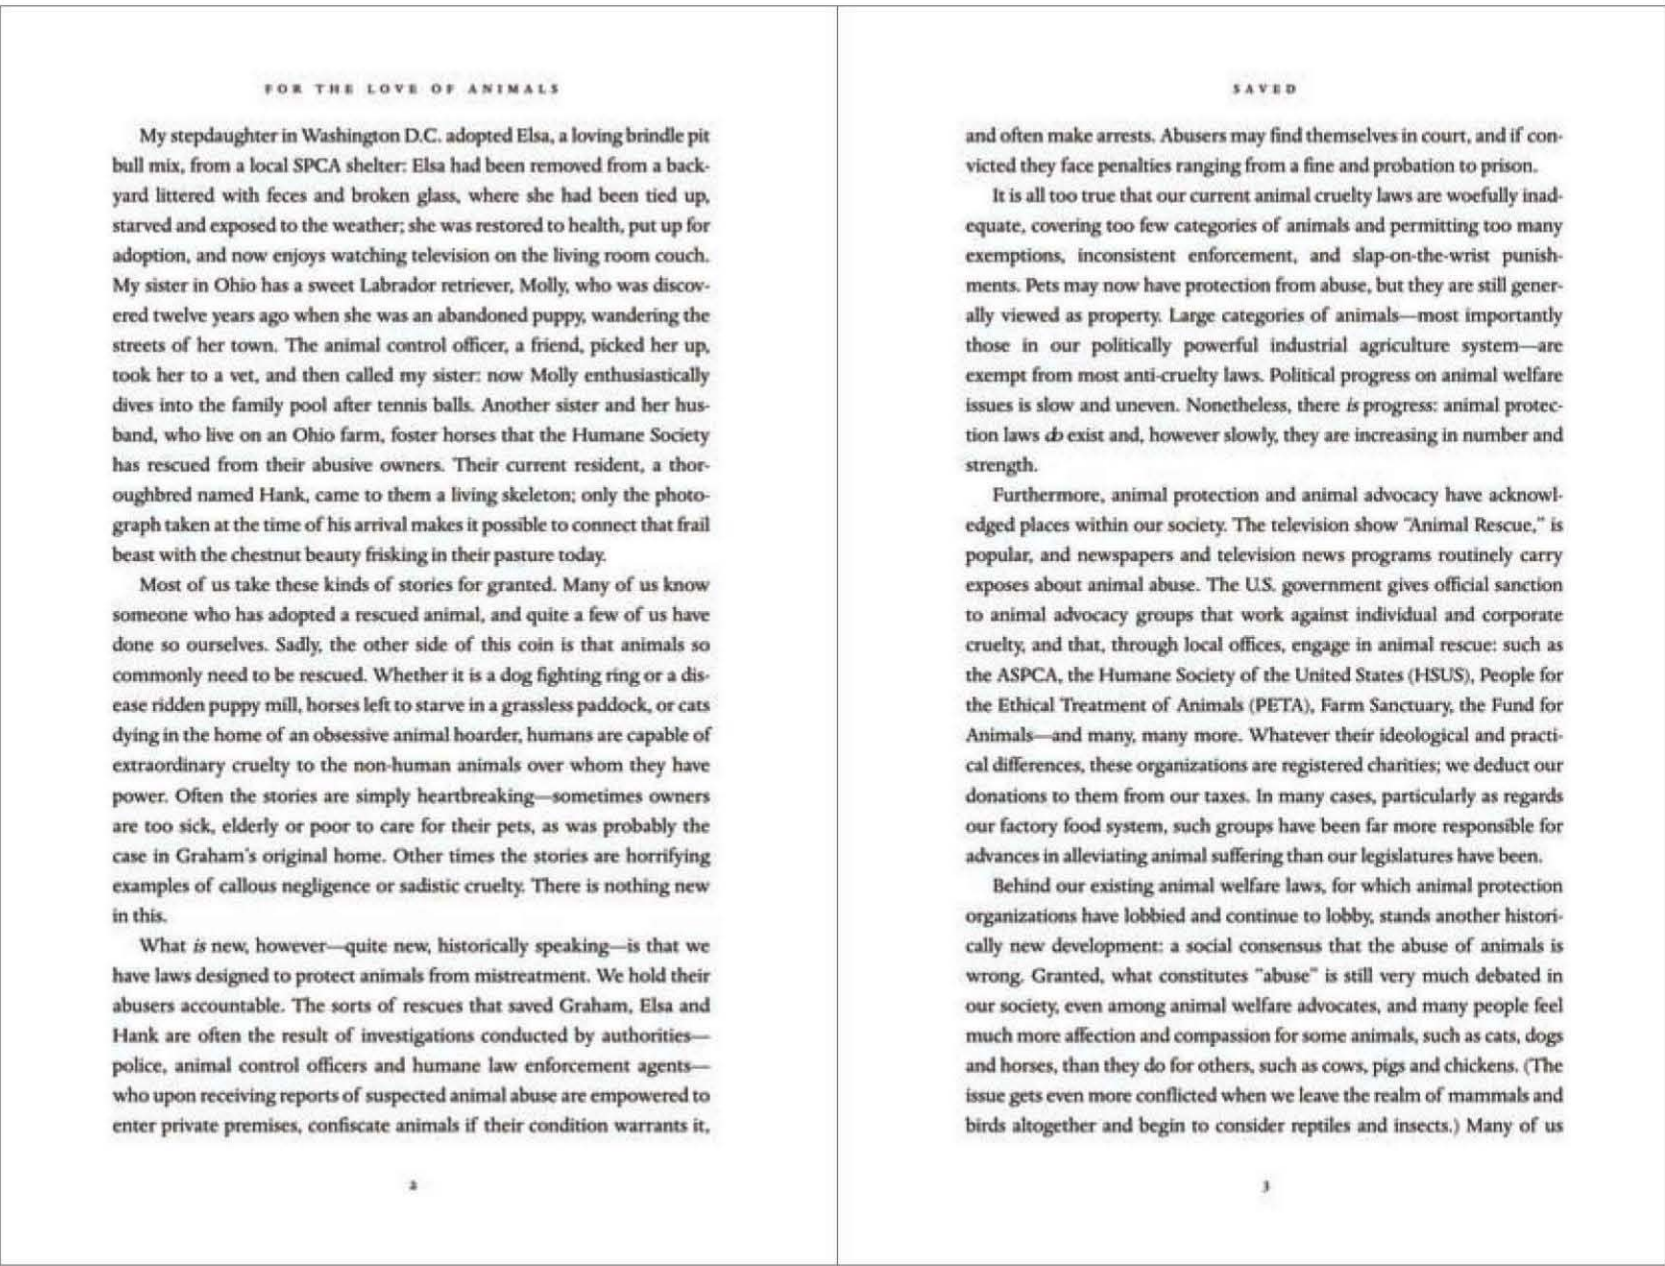 FOR THE LOVE OF ANIMALS
My stepdaughter in Washington D.C. adopted Elsa, a loving brindle pit
bull mix, from a local SPCA shelter: Elsa had been removed from a back-
yard littered with feces and broken glass, where she had been tied up,
starved and exposed to the weather; she was restored to health, put up for
adoption, and now enjoys watching television on the living room couch.
My sister in Ohio has a sweet Labrador retriever, Molly, who was discov-
ered twelve years ago when she was an abandoned puppy, wandering the
streets of her town. The animal control officer, a friend, picked her up,
took her to a vet, and then called my sister: now Molly enthusiastically
dives into the family pool after tennis balls. Another sister and her hus-
band, who live on an Ohio farm, foster horses that the Humane Society
has rescued from their abusive owners. Their current resident, a thor-
oughbred named Hank, came to them a living skeleton; only the photo-
graph taken at the time of his arrival makes it possible to connect that frail
beast with the chestnut beauty frisking in their pasture today.
Most of us take these kinds of stories for granted. Many of us know
someone who has adopted a rescued animal, and quite a few of us have
done so ourselves. Sadly, the other side of this coin is that animals so
commonly need to be rescued. Whether it is a dog fighting ring or a dis-
ease ridden puppy mill, horses left to starve in a grassless paddock, or cats
dying in the home of an obsessive animal hoarder, humans are capable of
extraordinary cruelty to the non-human animals over whom they have
power. Often the stories are simply heartbreaking—sometimes owners
are too sick, elderly or poor to care for their pets, as was probably the
case in Graham's original home. Other times the stories are horrifying
examples of callous negligence or sadistic cruelty. There is nothing new
in this.
What is new, however—quite new, historically speaking—is that we
have laws designed to protect animals from mistreatment. We hold their
abusers accountable. The sorts of rescues that saved Graham, Elsa and
Hank are often the result of investigations conducted by authorities—
police, animal control officers and humane law enforcement agents—
who upon receiving reports of suspected animal abuse are empowered to
enter private premises, confiscate animals if their condition warrants it,
2
SAVED
and often make arrests. Abusers may find themselves in court, and if con-
victed they face penalties ranging from a fine and probation to prison.
It is all too true that our current animal cruelty laws are woefully inad-
equate, covering too few categories of animals and permitting too many
exemptions, inconsistent enforcement, and slap-on-the-wrist punish-
ments. Pets may now have protection from abuse, but they are still gener-
ally viewed as property. Large categories of animals—most importantly
those in our politically powerful industrial agriculture system—are
exempt from most anti-cruelty laws. Political progress on animal welfare
issues is slow and uneven. Nonetheless, there is progress: animal protec-
tion laws do exist and, however slowly, they are increasing in number and
strength.
Furthermore, animal protection and animal advocacy have acknowl-
edged places within our society. The television show "Animal Rescue," is
popular, and newspapers and television news programs routinely carry
exposes about animal abuse. The U.S. government gives official sanction
to animal advocacy groups that work against individual and corporate
cruelty, and that, through local offices, engage in animal rescue: such as
the ASPCA, the Humane Society of the United States (HSUS), People for
the Ethical Treatment of Animals (PETA), Farm Sanctuary, the Fund for
Animals—and many, many more. Whatever their ideological and practi-
cal differences, these organizations are registered charities; we deduct our
donations to them from our taxes. In many cases, particularly as regards
our factory food system, such groups have been far more responsible for
advances in alleviating animal suffering than our legislatures have been.
Behind our existing animal welfare laws, for which animal protection
organizations have lobbied and continue to lobby, stands another histori-
cally new development: a social consensus that the abuse of animals is
wrong. Granted, what constitutes "abuse" is still very much debated in
our society, even among animal welfare advocates, and many people feel
much more affection and compassion for some animals, such as cats, dogs
and horses, than they do for others, such as cows, pigs and chickens. (The
issue gets even more conflicted when we leave the realm of mammals and
birds altogether and begin to consider reptiles and insects.) Many of us
3